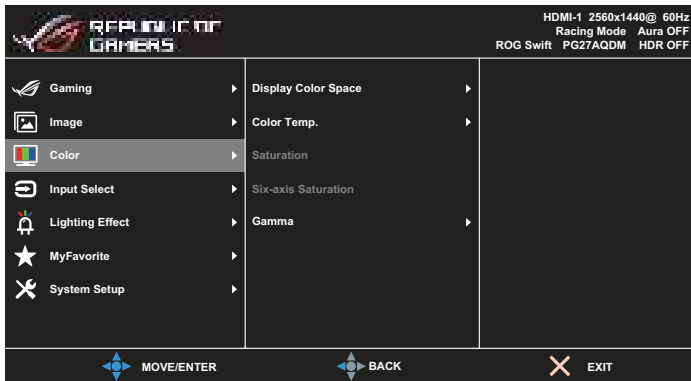 REPUBLIC OF
GAMERS
HDMI-1 2560x1440@ 60Hz
Racing Mode Aura OFF
ROG Swift PG27AQDM HDR OFF
Gaming
Image
Color
Input Select
Lighting Effect
MyFavorite
System Setup
Display Color Space
Color Temp.
Saturation
Six-axis Saturation
Gamma
MOVE/ENTER
BACK
EXIT